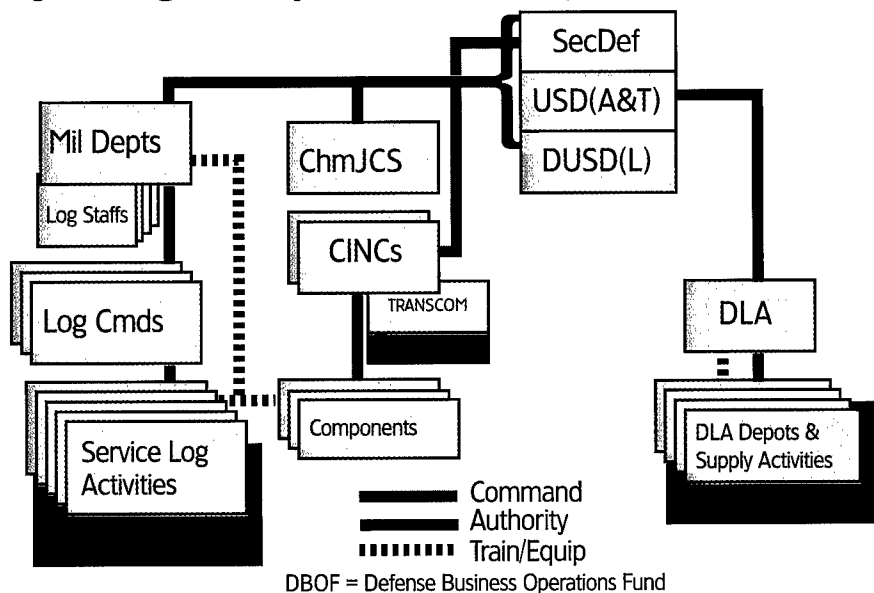 SecDef
USD(A&T)
DUSD(L)
Mil Depts
Log Staffs
ChmJCS
CINCs
TRANSCOM
Log Cmds
DLA
Components
Service Log
Activities
DLA Depots &
Supply Activities
Command
Authority
Train/Equip
DBOF = Defense Business Operations Fund